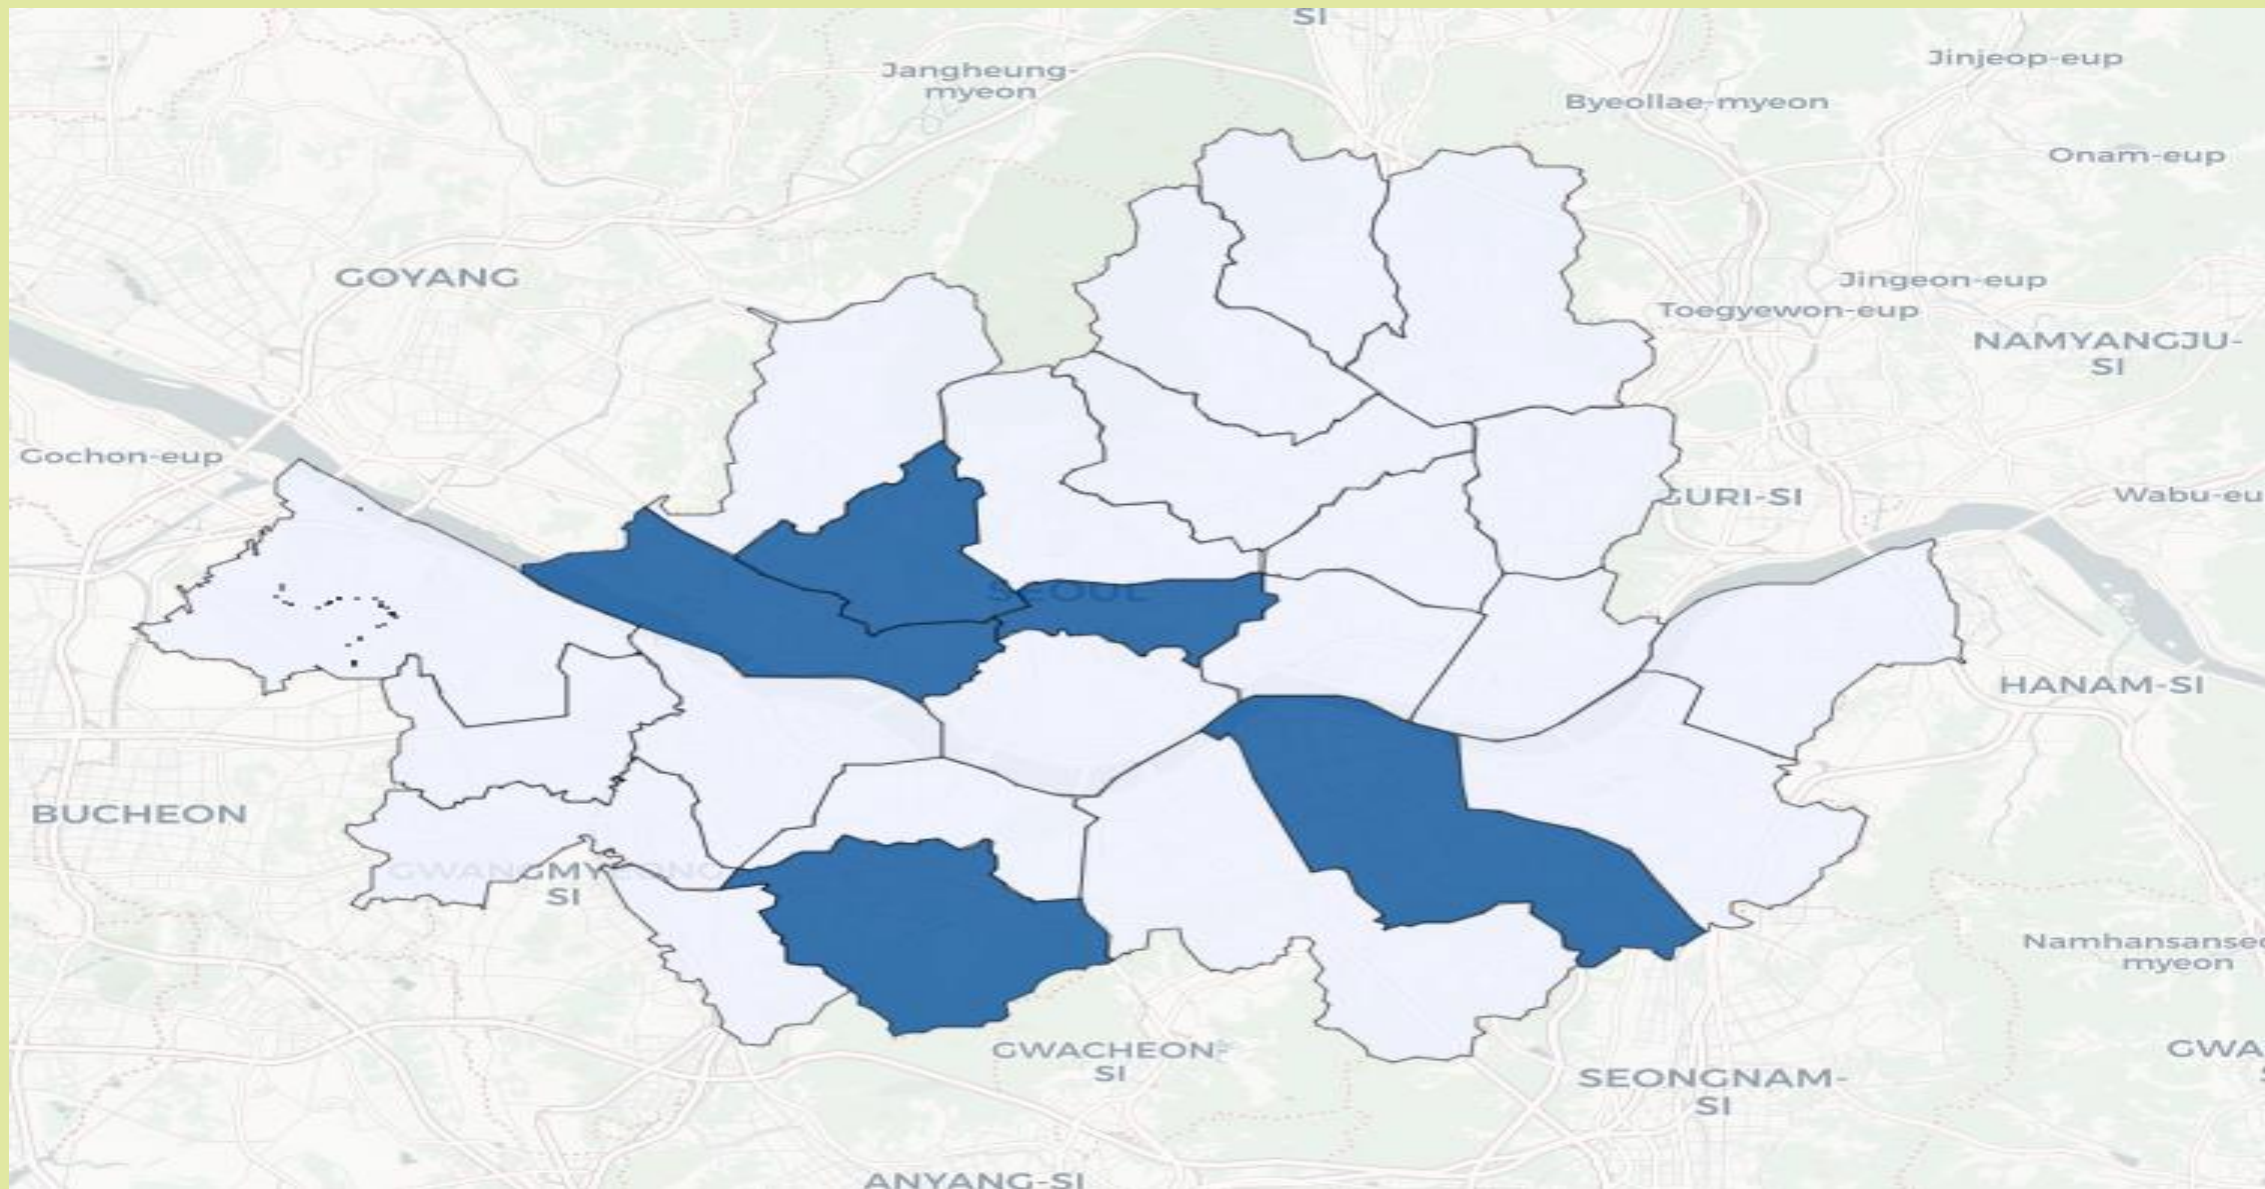 SI
Jinjeop-eup
Jangheung-
myeon
Byeollae-myeon
Onam-eup
GOYANG
Jingeon-eup
Toegyewon-eup
NAMYANGJU-
SI
Gochon-eup
GURI-SI
Wabu-eu
SEOUL
HANAM-SI
BUCHEON
GWANGMYEONG
SI
Namhansanseo
myeon
GWACHEON-
SI
GWA
SEONGNAM-
SI
ANYANG-SI